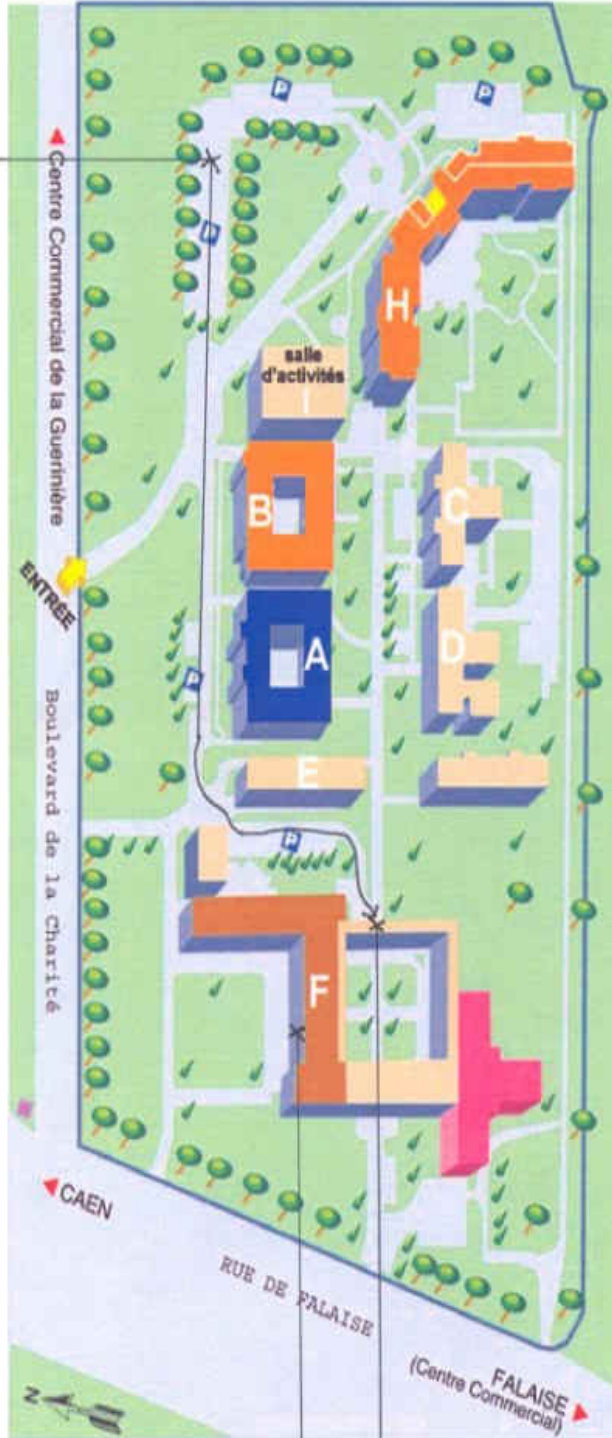 P
P
Centre Commercial de la Guerinière
P
H
salle
d'activités
I
B
C
ENTRÉE
A
D
P
Boulevard de la Charité
E
P
F
CAEN
RUE DE FALAISE
FALAISE
(Centre Commercial)
N